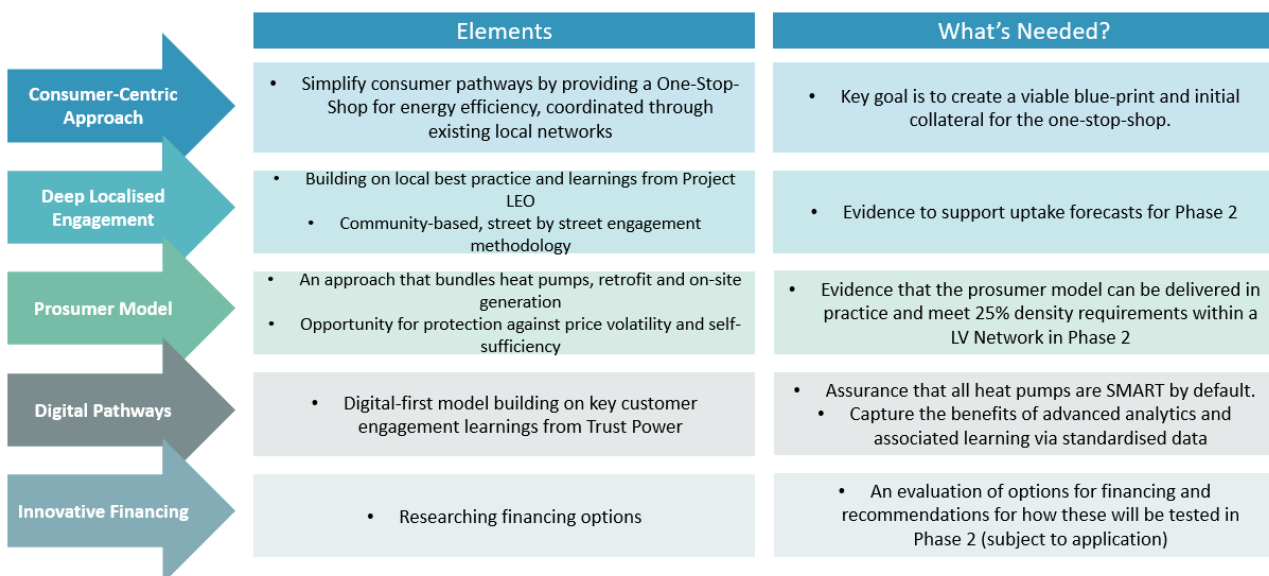 Elements
What's Needed?
Consumer-Centric
Approach
• Simplify consumer pathways by providing a One-Stop-
Shop for energy efficiency, coordinated through
existing local networks
• Key goal is to create a viable blue-print and initial
collateral for the one-stop-shop.
Deep Localised
Engagement
• Building on local best practice and learnings from Project
LEO
• Community-based, street by street engagement
methodology
• Evidence to support uptake forecasts for Phase 2
Prosumer Model
• An approach that bundles heat pumps, retrofit and on-site
generation
• Opportunity for protection against price volatility and self-
sufficiency
• Evidence that the prosumer model can be delivered in
practice and meet 25% density requirements within a
LV Network in Phase 2
Digital Pathways
• Digital-first model building on key customer
engagement learnings from Trust Power
• Assurance that all heat pumps are SMART by default.
• Capture the benefits of advanced analytics and
associated learning via standardised data
Innovative Financing
• Researching financing options
• An evaluation of options for financing and
recommendations for how these will be tested in
Phase 2 (subject to application)